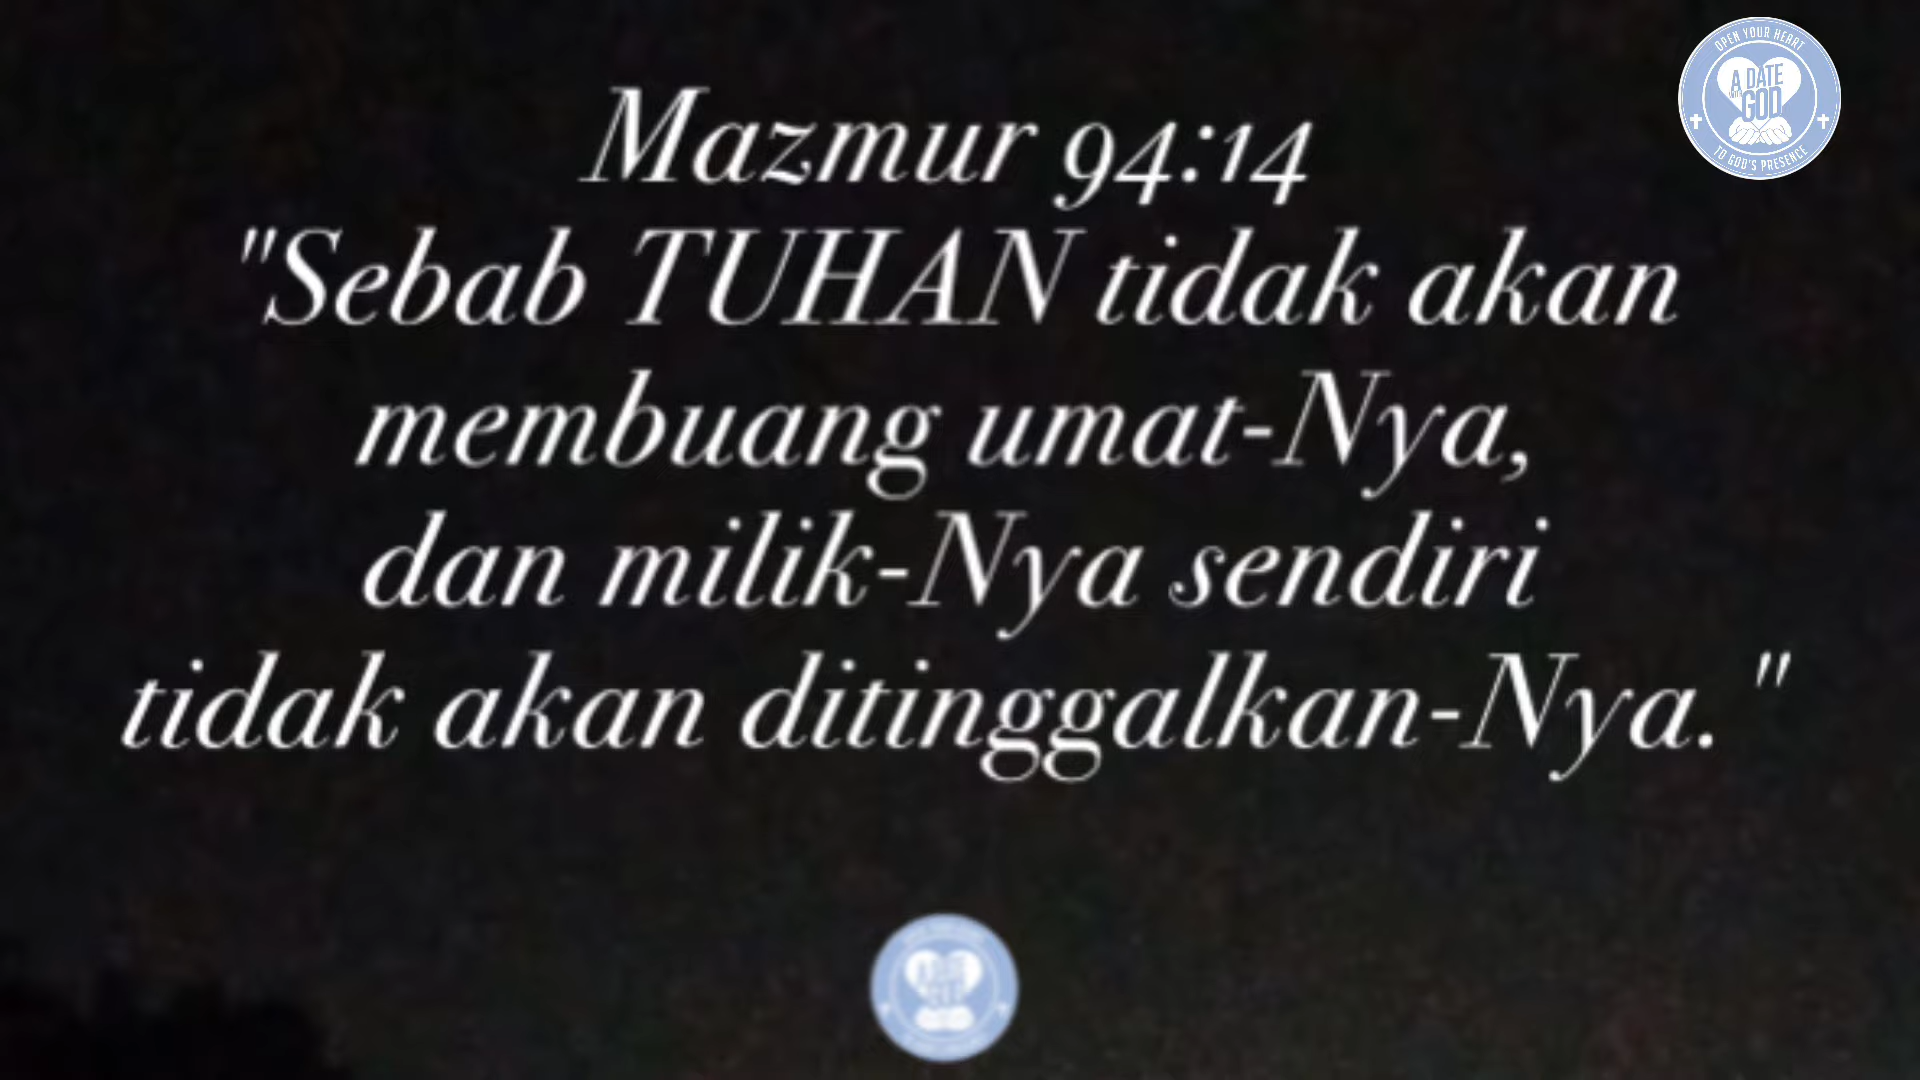 OPEN YOUR HEART
A DATE
WITH GOD
TO GOD'S PRESENCE
Mazmur 94:14
"Sebab TUHAN tidak akan
membuang umat-Nya,
dan milik-Nya sendiri
tidak akan ditinggalkan-Nya. "